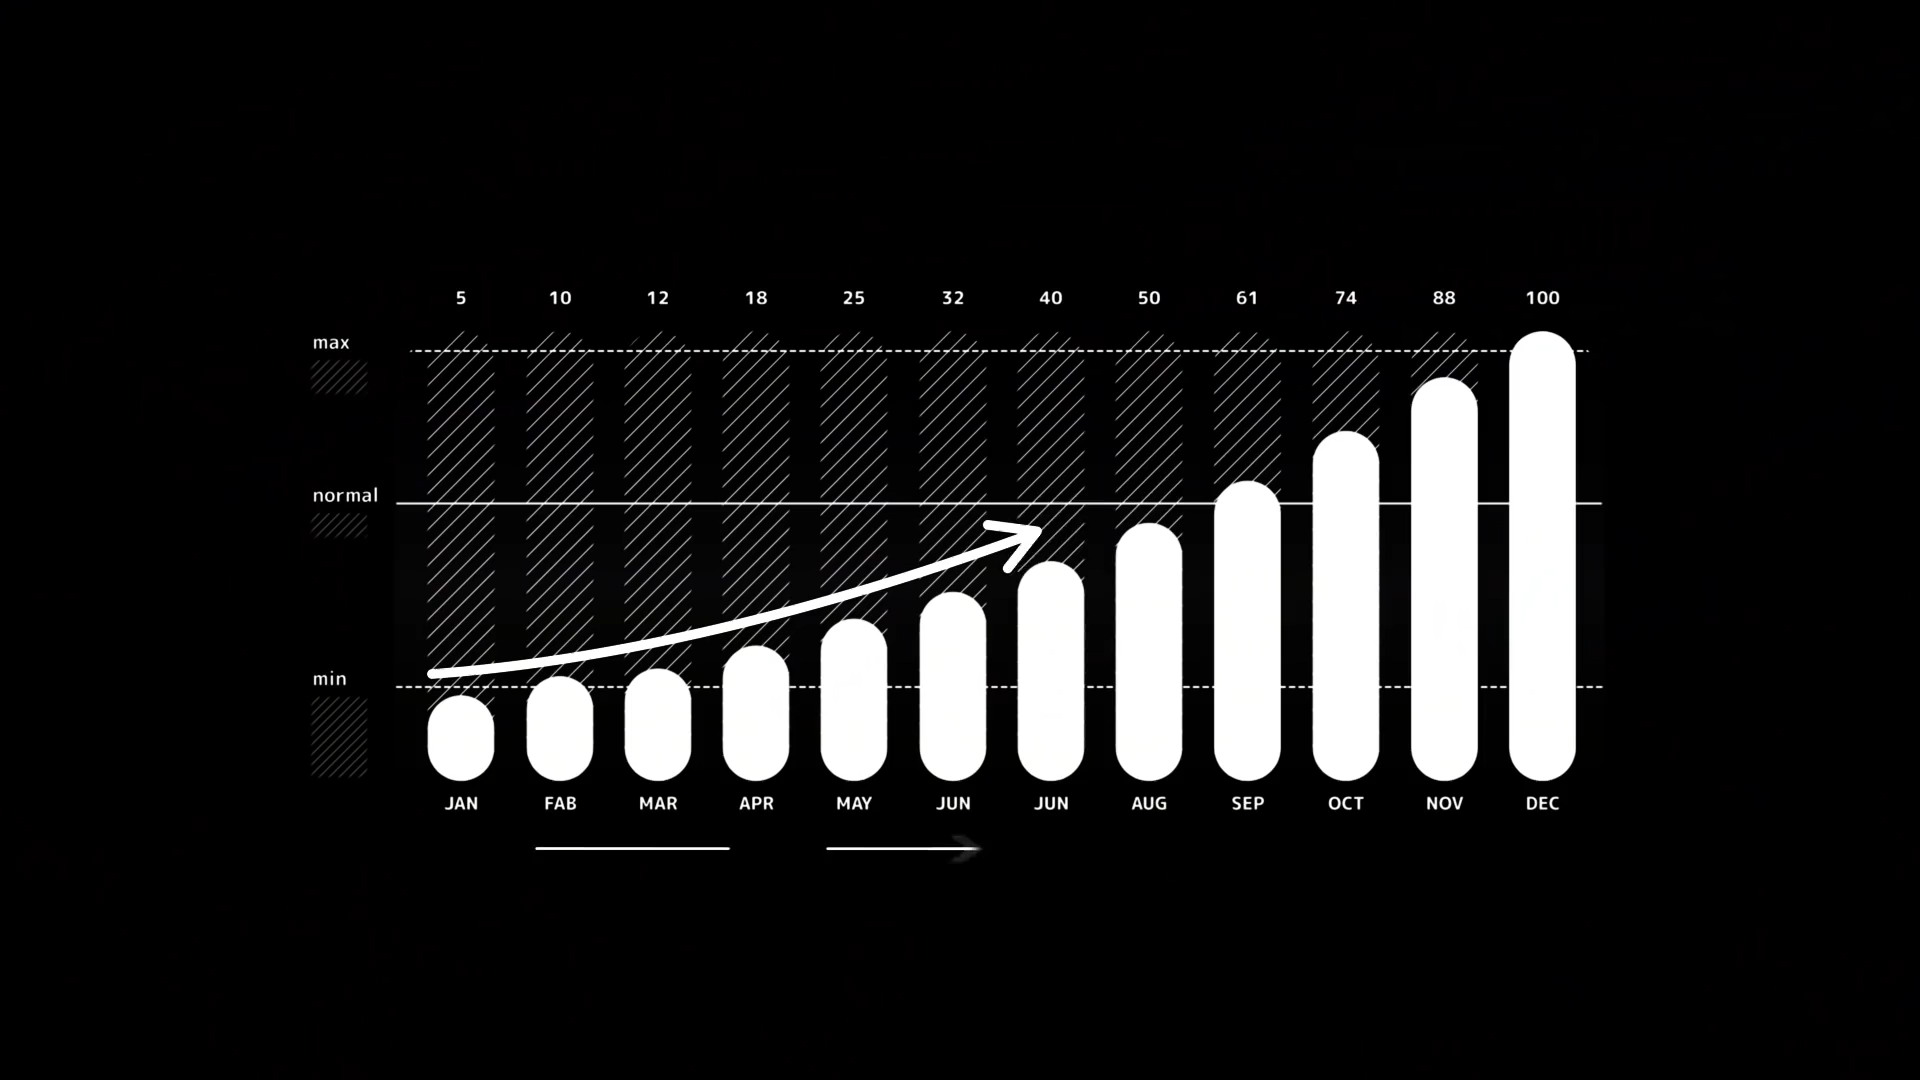 5 10 12 18 25 32 40 50 61 74 88 100
max
normal
min
JAN FAB MAR APR MAY JUN JUN AUG SEP OCT NOV DEC